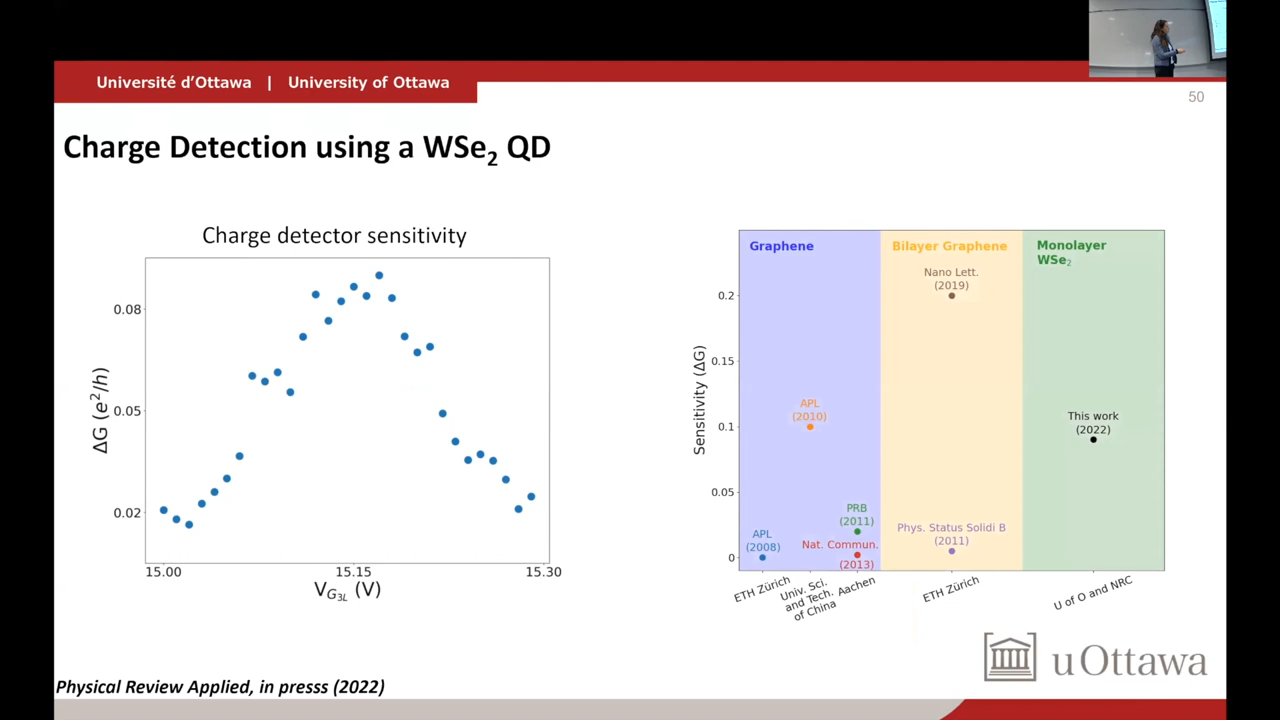 Université d'Ottawa | University of Ottawa
50
Charge Detection using a WSe₂ QD
Charge detector sensitivity
ΔG (e²/h)
0.08
0.05
0.02
15.00
15.15
15.30
V_G₃L (V)
Sensitivity (ΔG)
0.2
0.15
0.1
0.05
0
Graphene
Bilayer Graphene
Monolayer
WSe₂
Nano Lett.
(2019)
APL
(2010)
This work
(2022)
PRB
(2011)
Phys. Status Solidi B
(2011)
APL
(2008)
Nat. Commun.
(2013)
ETH Zürich
Univ. Sci.
and Tech.
of China
Aachen
ETH Zürich
U of O and NRC
uOttawa
Physical Review Applied, in presss (2022)